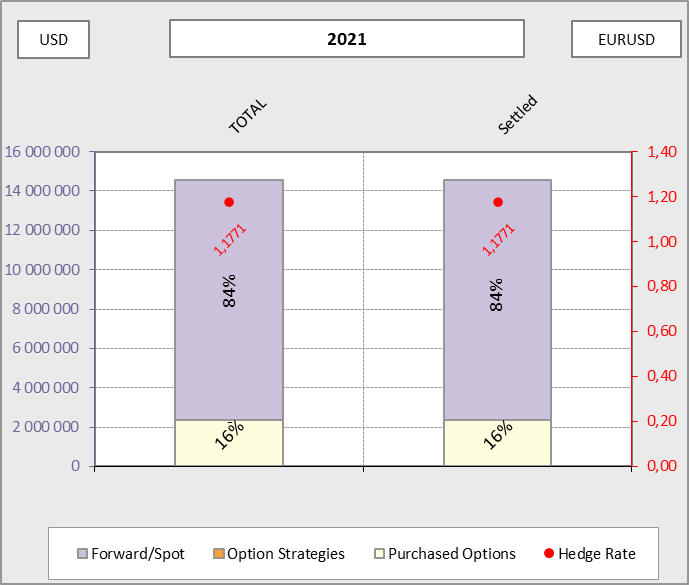 USD
2021
EURUSD
TOTAL
Settled
16 000 000
14 000 000
12 000 000
10 000 000
8 000 000
6 000 000
4 000 000
2 000 000
0
1,1771
84%
16%
1,1771
84%
16%
1,40
1,20
1,00
0,80
0,60
0,40
0,20
0,00
Forward/Spot
Option Strategies
Purchased Options
Hedge Rate